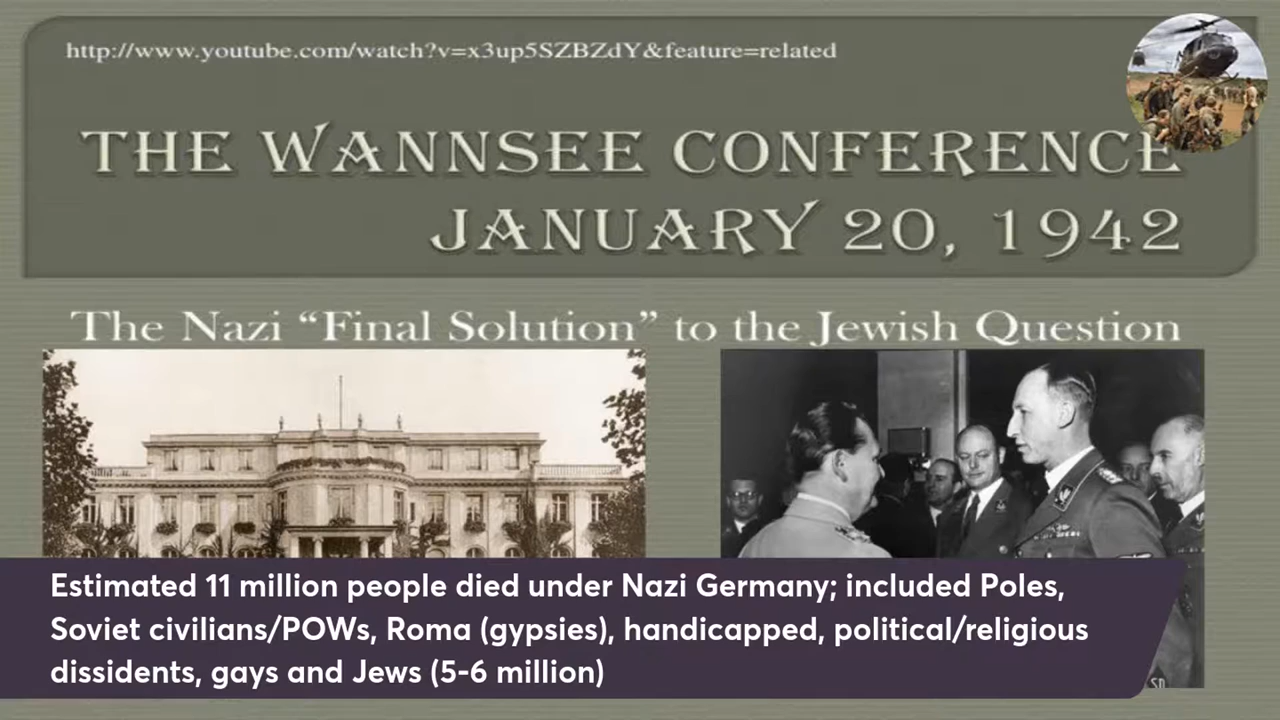 http://www.youtube.com/watch?v=x3up5SZBZdY&feature=related
THE WANNSEE CONFERENCE
JANUARY 20, 1942
The Nazi “Final Solution” to the Jewish Question
Estimated 11 million people died under Nazi Germany; included Poles,
Soviet civilians/POWs, Roma (gypsies), handicapped, political/religious
dissidents, gays and Jews (5-6 million)